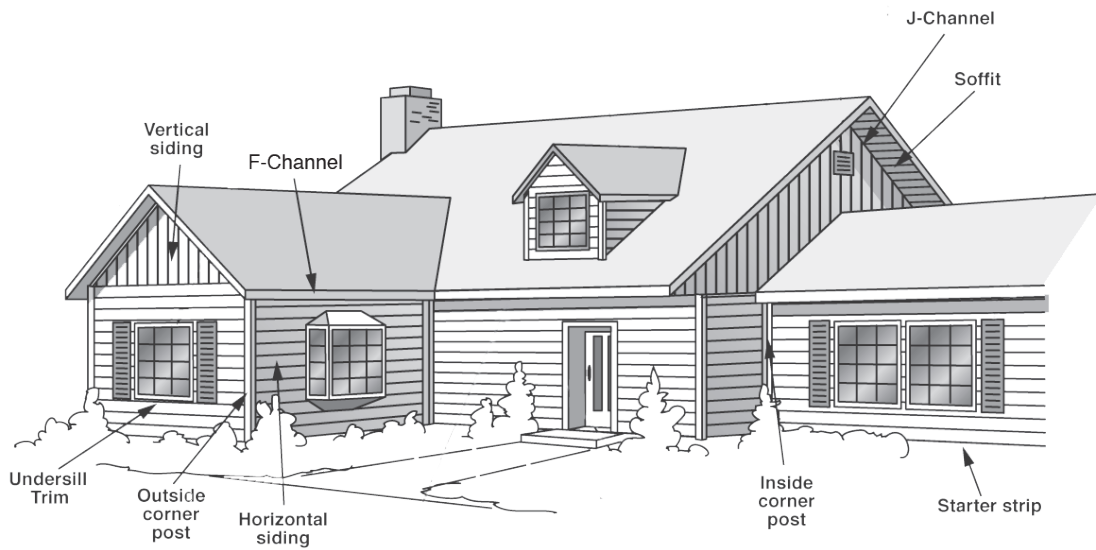 J-Channel
Soffit
Vertical
siding
F-Channel
Undersill
Trim
Outside
corner
post
Horizontal
siding
Inside
corner
post
Starter strip